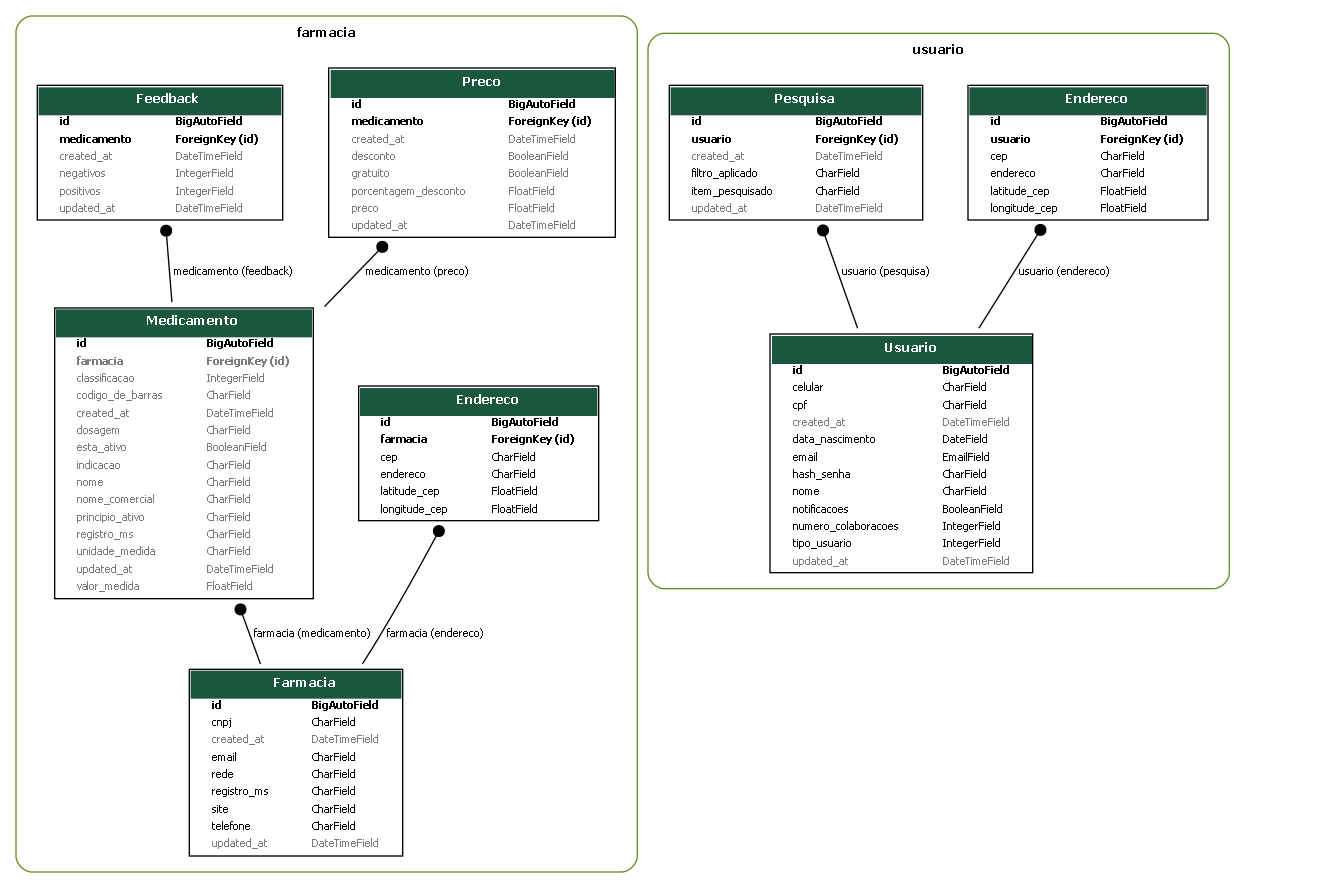 farmacia
Feedback
id BigAutoField
medicamento ForeignKey (id)
created_at DateTimeField
negativos IntegerField
positivos IntegerField
updated_at DateTimeField
Preco
id BigAutoField
medicamento ForeignKey (id)
created_at DateTimeField
desconto BooleanField
gratuito BooleanField
porcentagem_desconto FloatField
preco FloatField
updated_at DateTimeField
medicamento (feedback)
medicamento (preco)
Medicamento
id BigAutoField
farmacia ForeignKey (id)
classificacao IntegerField
codigo_de_barras CharField
created_at DateTimeField
dosagem CharField
esta_ativo BooleanField
indicacao CharField
nome CharField
nome_comercial CharField
principio_ativo CharField
registro_ms CharField
unidade_medida CharField
updated_at DateTimeField
valor_medida FloatField
Endereco
id BigAutoField
farmacia ForeignKey (id)
cep CharField
endereco CharField
latitude_cep FloatField
longitude_cep FloatField
farmacia (medicamento)
farmacia (endereco)
Farmacia
id BigAutoField
cnpj CharField
created_at DateTimeField
email CharField
rede CharField
registro_ms CharField
site CharField
telefone CharField
updated_at DateTimeField
usuario
Pesquisa
id BigAutoField
usuario ForeignKey (id)
created_at DateTimeField
filtro_aplicado CharField
item_pesquisado CharField
updated_at DateTimeField
Endereco
id BigAutoField
usuario ForeignKey (id)
cep CharField
endereco CharField
latitude_cep FloatField
longitude_cep FloatField
usuario (pesquisa)
usuario (endereco)
Usuario
id BigAutoField
celular CharField
cpf CharField
created_at DateTimeField
data_nascimento DateField
email EmailField
hash_senha CharField
nome CharField
notificacoes BooleanField
numero_colaboracoes IntegerField
tipo_usuario IntegerField
updated_at DateTimeField